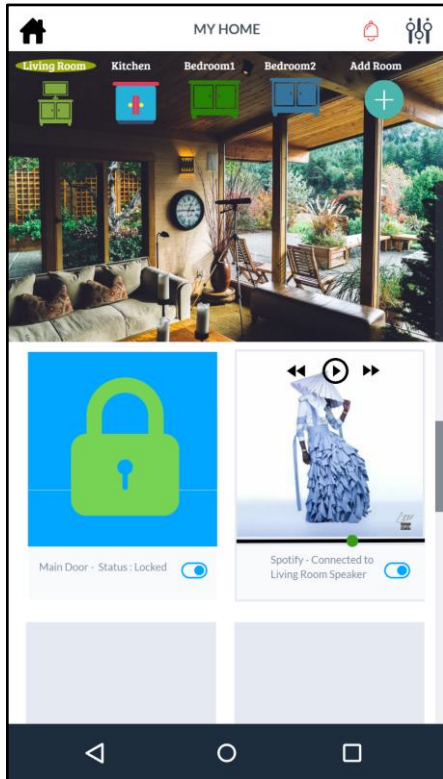 MY HOME
Living Room Kitchen Bedroom1 Bedroom2 Add Room
Main Door - Status : Locked
Spotify - Connected to
Living Room Speaker